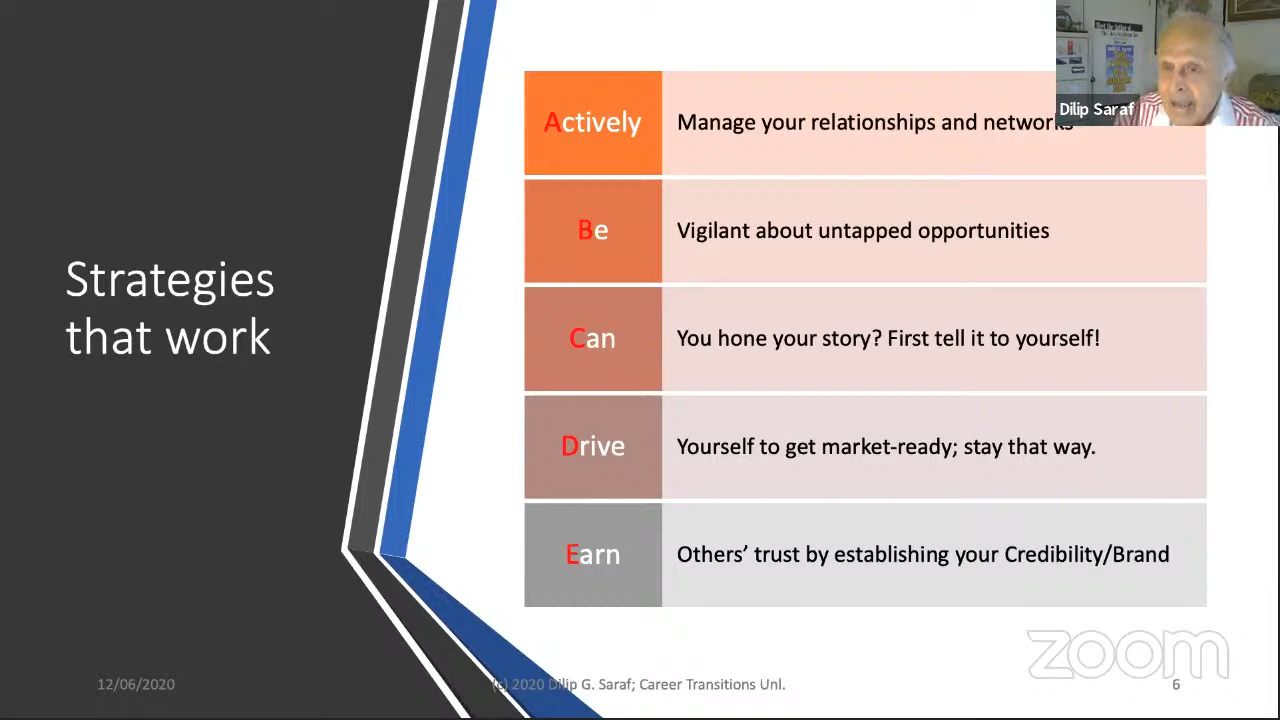 Strategies
that work
Actively
Manage your relationships and networks
Be
Vigilant about untapped opportunities
Can
You hone your story? First tell it to yourself!
Drive
Yourself to get market-ready; stay that way.
Earn
Others’ trust by establishing your Credibility/Brand
Dilip Saraf
zoom
12/06/2020
(c) 2020 Dilip G. Saraf; Career Transitions Unl.
6